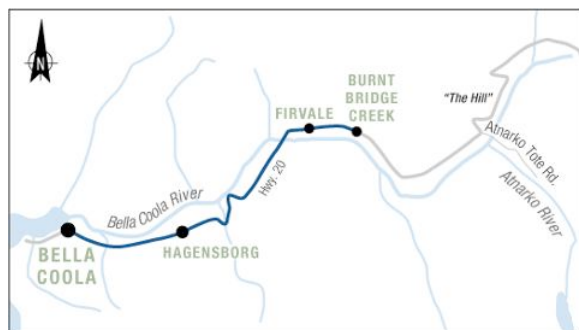 N
BURNT
BRIDGE
CREEK
FIRVALE
"The Hill"
Atnarko Tote Rd.
Hwy. 20
Atnarko River
Bella Coola River
BELLA
COOLA
HAGENSBORG